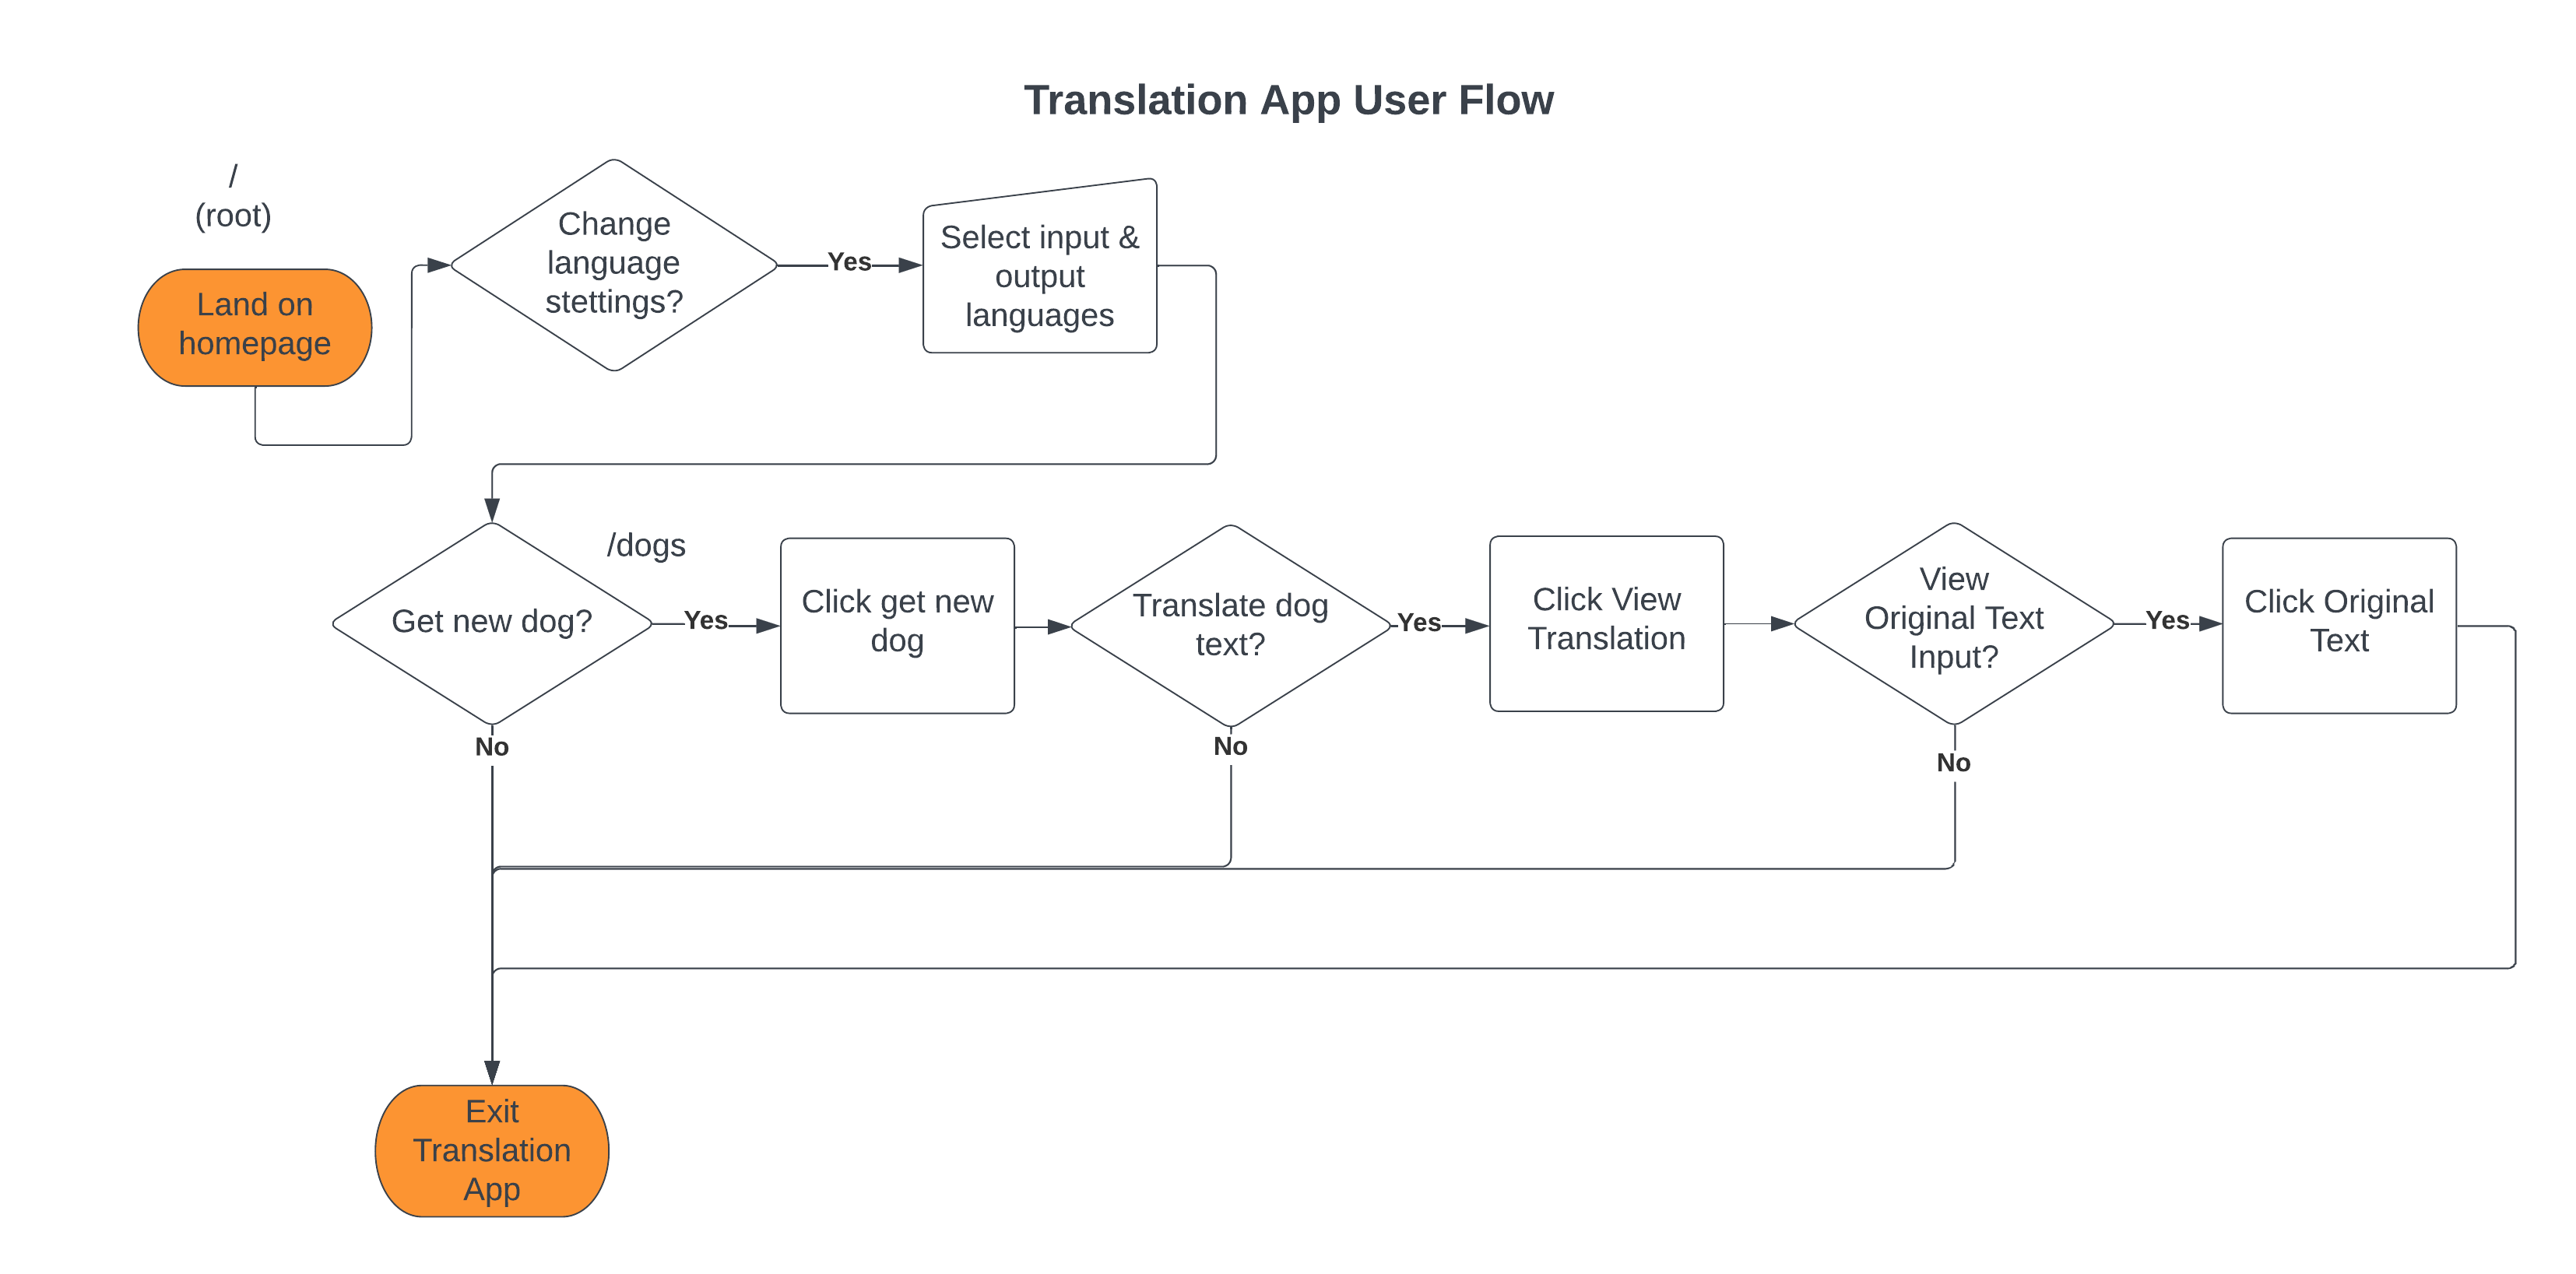 Translation App User Flow
/
(root)
Land on
homepage
Change
language
stettings?
Yes
Select input &
output
languages
Get new dog?
/dogs
Yes
Click get new
dog
Translate dog
text?
Yes
Click View
Translation
View
Original Text
Input?
Yes
Click Original
Text
No
No
No
Exit
Translation
App